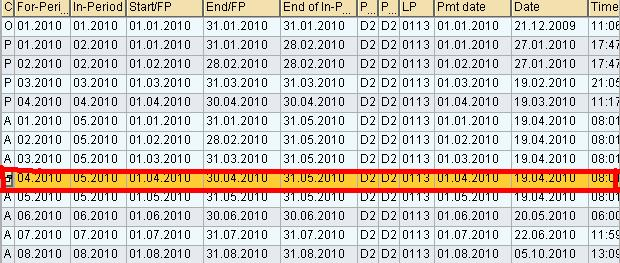 C For-Peri... In-Period Start/FP End/FP End of In-P... P... P... LP Pmt date Date Time
O 01.2010 01.2010 01.01.2010 31.01.2010 31.01.2010 D2 D2 0113 01.01.2010 21.12.2009 11:06
P 01.2010 02.2010 01.01.2010 31.01.2010 28.02.2010 D2 D2 0113 01.01.2010 27.01.2010 17:47
P 02.2010 02.2010 01.02.2010 28.02.2010 28.02.2010 D2 D2 0113 01.02.2010 27.01.2010 17:47
P 03.2010 03.2010 01.03.2010 31.03.2010 31.03.2010 D2 D2 0113 01.03.2010 19.02.2010 21:05
P 04.2010 04.2010 01.04.2010 30.04.2010 30.04.2010 D2 D2 0113 01.04.2010 19.03.2010 11:17
A 01.2010 05.2010 01.01.2010 31.01.2010 31.05.2010 D2 D2 0113 01.01.2010 19.04.2010 08:01
A 02.2010 05.2010 01.02.2010 28.02.2010 31.05.2010 D2 D2 0113 01.02.2010 19.04.2010 08:01
A 03.2010 05.2010 01.03.2010 31.03.2010 31.05.2010 D2 D2 0113 01.03.2010 19.04.2010 08:01
04.2010 05.2010 01.04.2010 30.04.2010 31.05.2010 D2 D2 0113 01.04.2010 19.04.2010 08:0
A 05.2010 05.2010 01.05.2010 31.05.2010 31.05.2010 D2 D2 0113 01.05.2010 19.04.2010 08:01
A 06.2010 06.2010 01.06.2010 30.06.2010 30.06.2010 D2 D2 0113 01.06.2010 20.05.2010 06:00
A 07.2010 07.2010 01.07.2010 31.07.2010 31.07.2010 D2 D2 0113 01.07.2010 22.06.2010 11:59
A 08.2010 08.2010 01.08.2010 31.08.2010 31.08.2010 D2 D2 0113 01.08.2010 05.10.2010 13:09